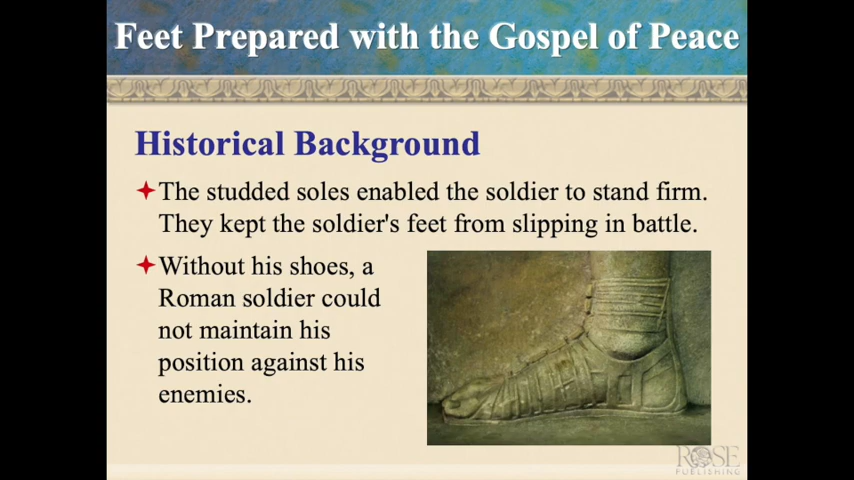 Feet Prepared with the Gospel of Peace
Historical Background
The studded soles enabled the soldier to stand firm.
They kept the soldier's feet from slipping in battle.
Without his shoes, a
Roman soldier could
not maintain his
position against his
enemies.
ROSE
PUBLISHING